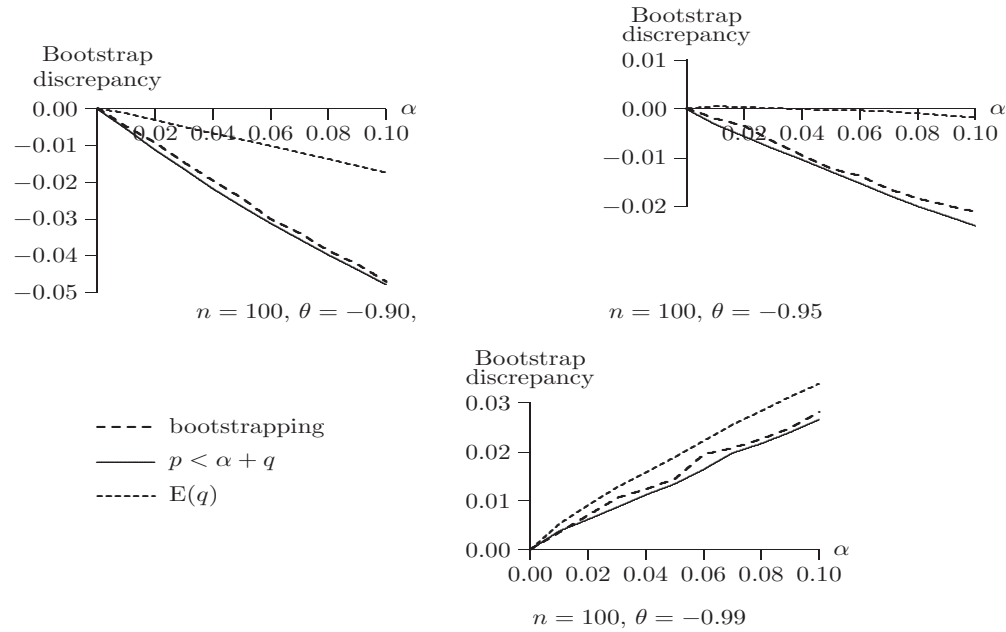 Bootstrap
discrepancy
0.00
−0.01
−0.02
−0.03
−0.04
−0.05
0.02 0.04 0.06 0.08 0.10
α
n = 100, θ = −0.90,
Bootstrap
discrepancy
0.01
0.00
−0.01
−0.02
0.02 0.04 0.06 0.08 0.10
α
n = 100, θ = −0.95
bootstrapping
p < α + q
E(q)
Bootstrap
discrepancy
0.03
0.02
0.01
0.00
0.00 0.02 0.04 0.06 0.08 0.10
α
n = 100, θ = −0.99